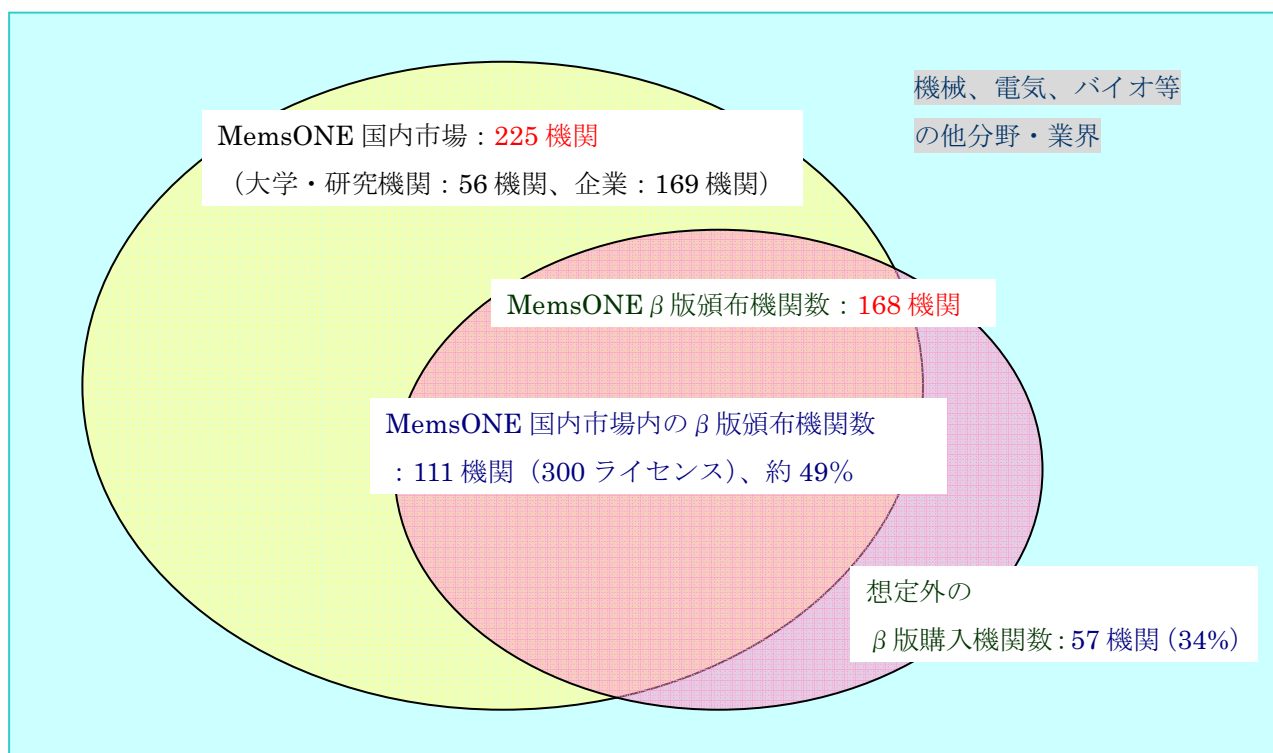 機械、電気、バイオ等
の他分野・業界
MemsONE 国内市場：225 機関
（大学・研究機関：56 機関、企業：169 機関）
MemsONE β版頒布機関数：168 機関
MemsONE 国内市場内のβ版頒布機関数
：111 機関（300 ライセンス）、約 49%
想定外の
β版購入機関数：57 機関（34%）